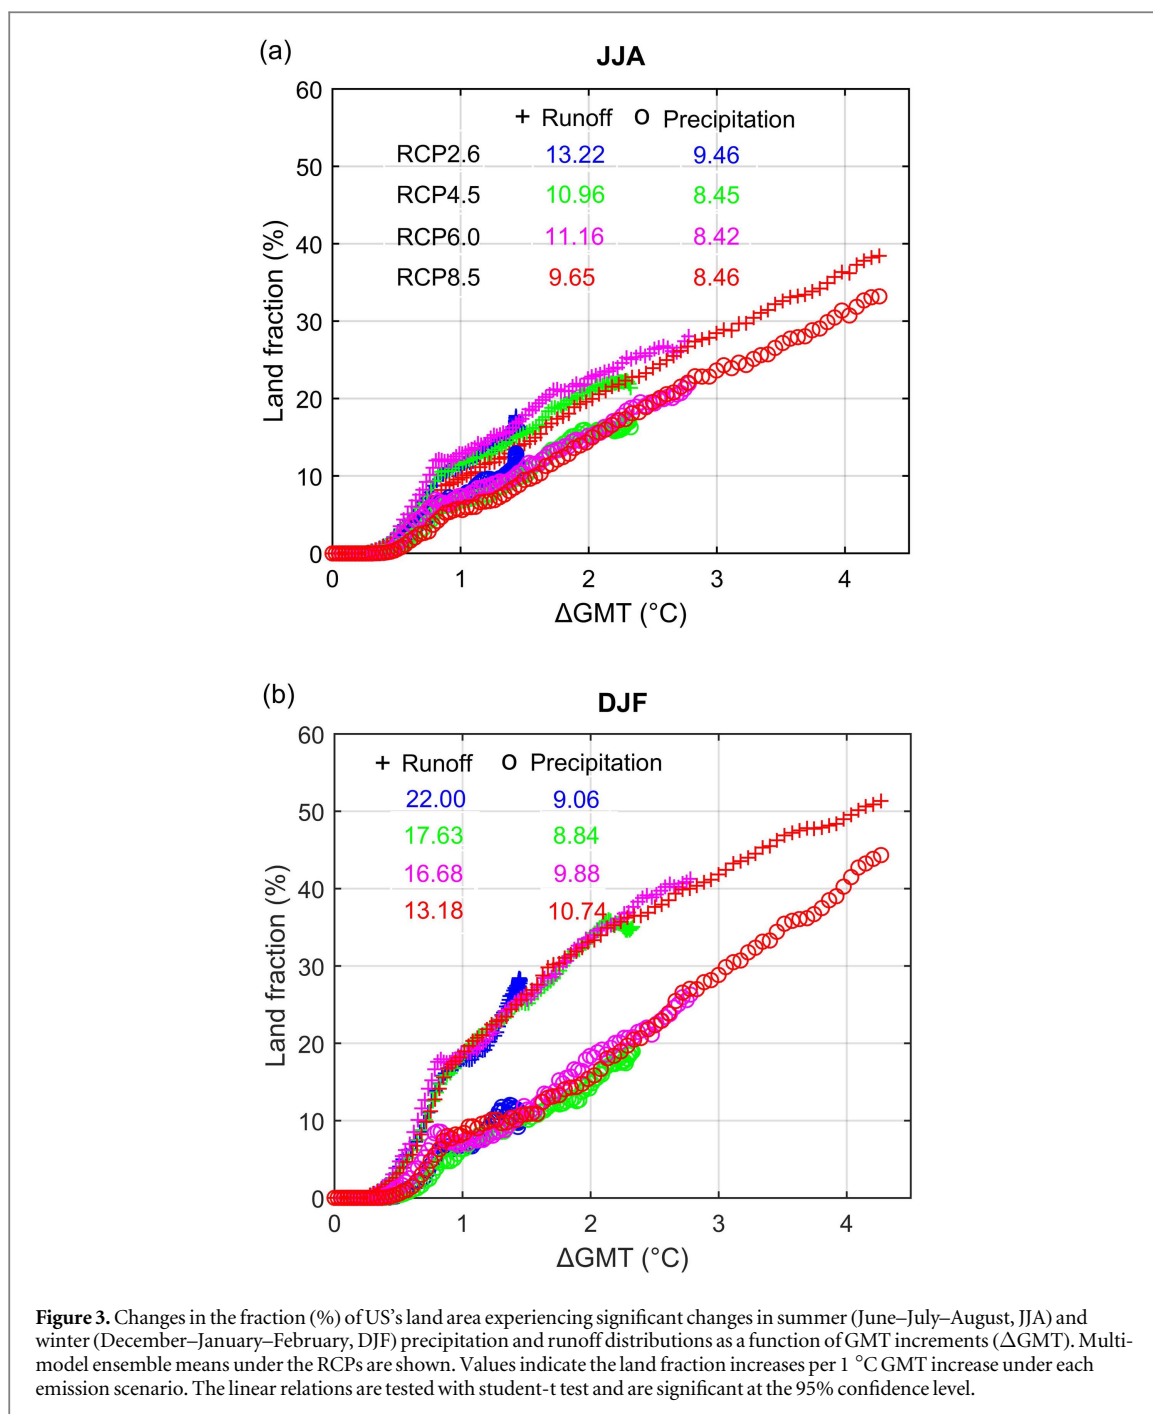 (a)
JJA
60
50
40
30
20
10
0
Land fraction (%)
+ Runoff o Precipitation
RCP2.6 13.22 9.46
RCP4.5 10.96 8.45
RCP6.0 11.16 8.42
RCP8.5 9.65 8.46
0 1 2 3 4
ΔGMT (°C)
(b)
DJF
60
50
40
30
20
10
0
Land fraction (%)
+ Runoff o Precipitation
22.00 9.06
17.63 8.84
16.68 9.88
13.18 10.74
0 1 2 3 4
ΔGMT (°C)
Figure 3. Changes in the fraction (%) of US's land area experiencing significant changes in summer (June–July–August, JJA) and
winter (December–January–February, DJF) precipitation and runoff distributions as a function of GMT increments (ΔGMT). Multi-
model ensemble means under the RCPs are shown. Values indicate the land fraction increases per 1 °C GMT increase under each
emission scenario. The linear relations are tested with student-t test and are significant at the 95% confidence level.